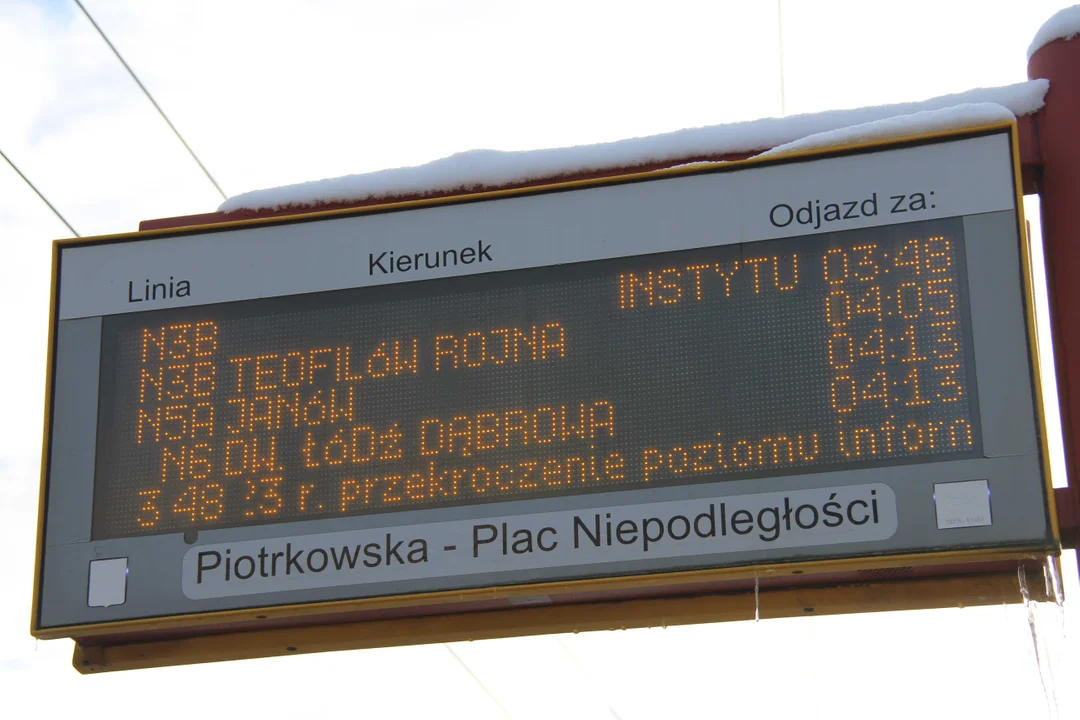 Linia Kierunek Odjazd za:
N3B INSTYTU 03:48
N3B TEOFILÓW ROJNA 04:05
N5A JANÓW 04:13
N6 DW. ŁÓDŹ DĄBROWA 04:13
3 48 :3 r. przekroczenie poziomu inform
Piotrkowska - Plac Niepodległości